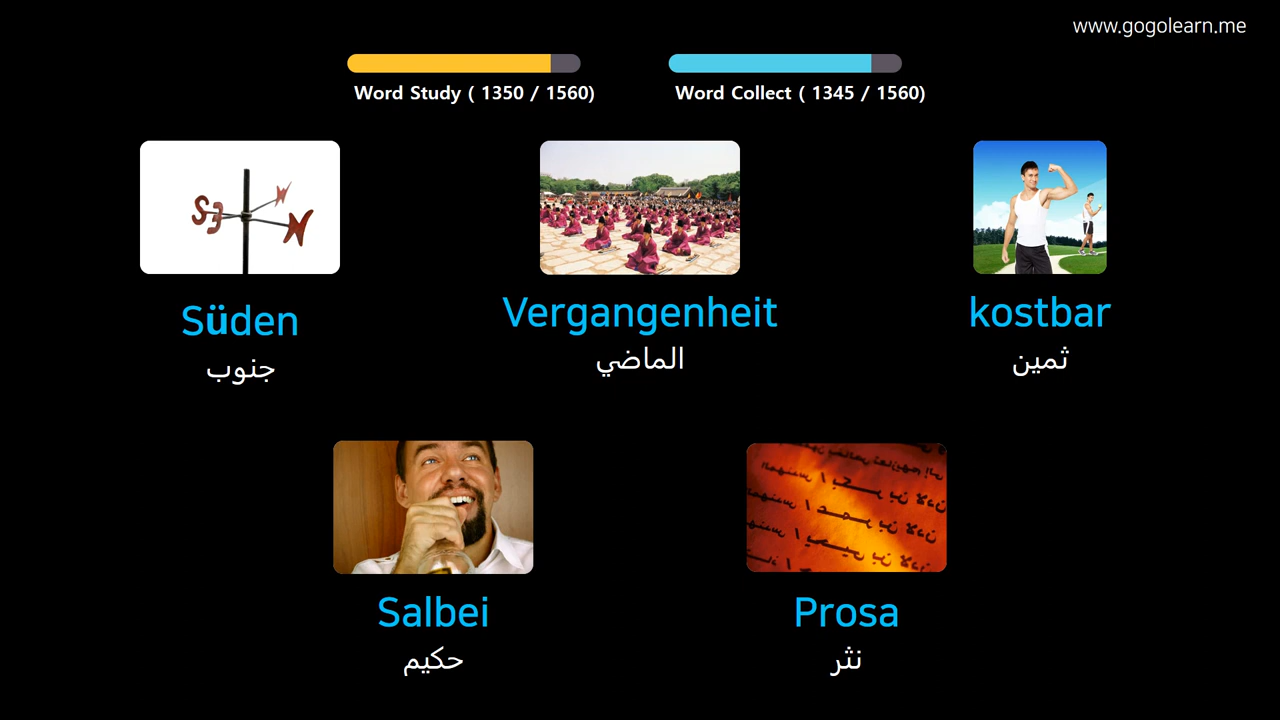 www.gogolearn.me
Word Study ( 1350 / 1560)
Word Collect ( 1345 / 1560)
Süden
جنوب
Vergangenheit
الماضي
kostbar
ثمين
Salbei
حكيم
Prosa
نثر